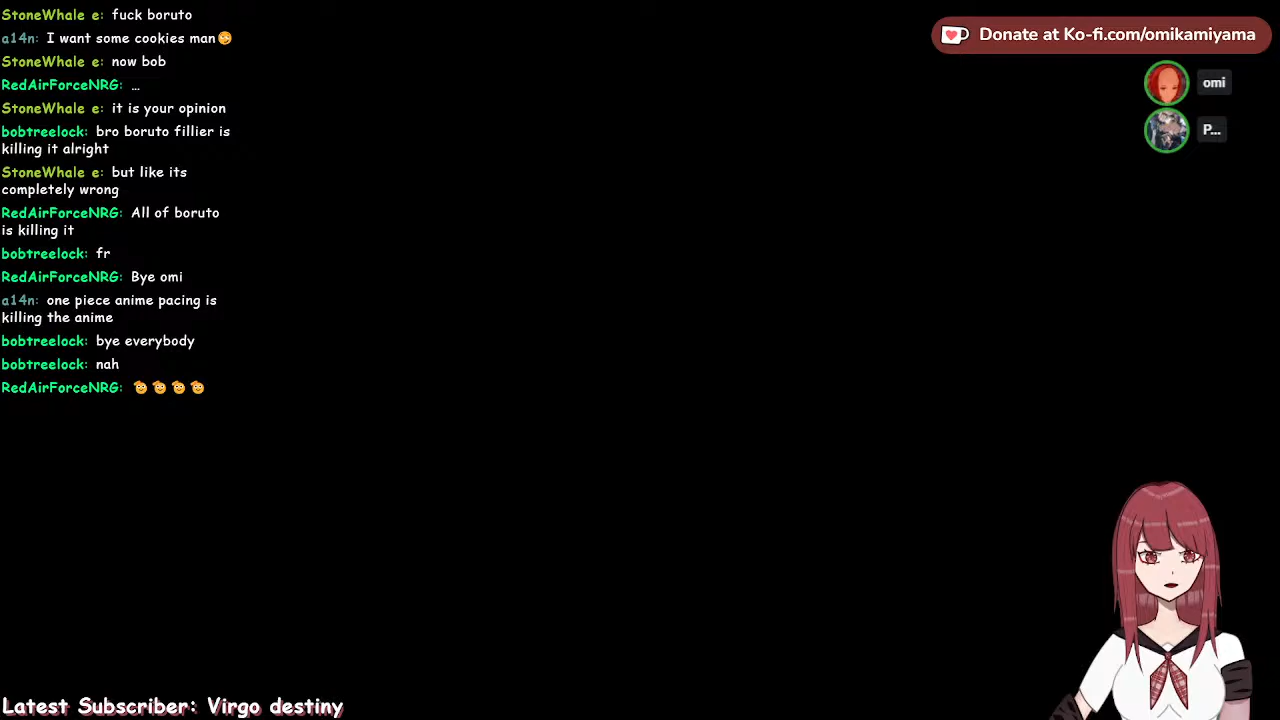 StoneWhale e: fuck boruto
a14n: I want some cookies man
StoneWhale e: now bob
RedAirForceNRG: ...
StoneWhale e: it is your opinion
bobtreelock: bro boruto fillier is
killing it alright
StoneWhale e: but like its
completely wrong
RedAirForceNRG: All of boruto
is killing it
bobtreelock: fr
RedAirForceNRG: Bye omi
a14n: one piece anime pacing is
killing the anime
bobtreelock: bye everybody
bobtreelock: nah
RedAirForceNRG:
Donate at Ko-fi.com/omikamiyama
omi
P...
Latest Subscriber: Virgo destiny